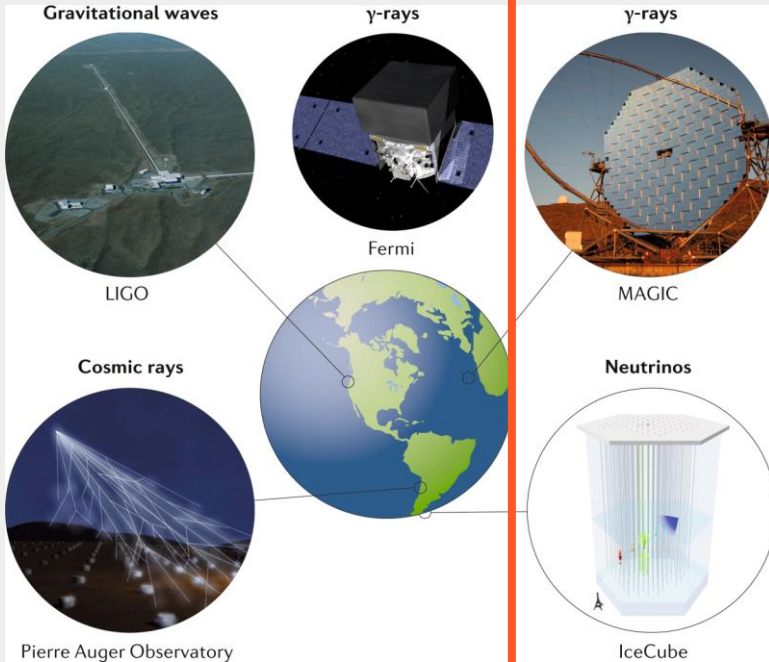 Gravitational waves
γ-rays
γ-rays
LIGO
Fermi
MAGIC
Cosmic rays
Neutrinos
Pierre Auger Observatory
IceCube